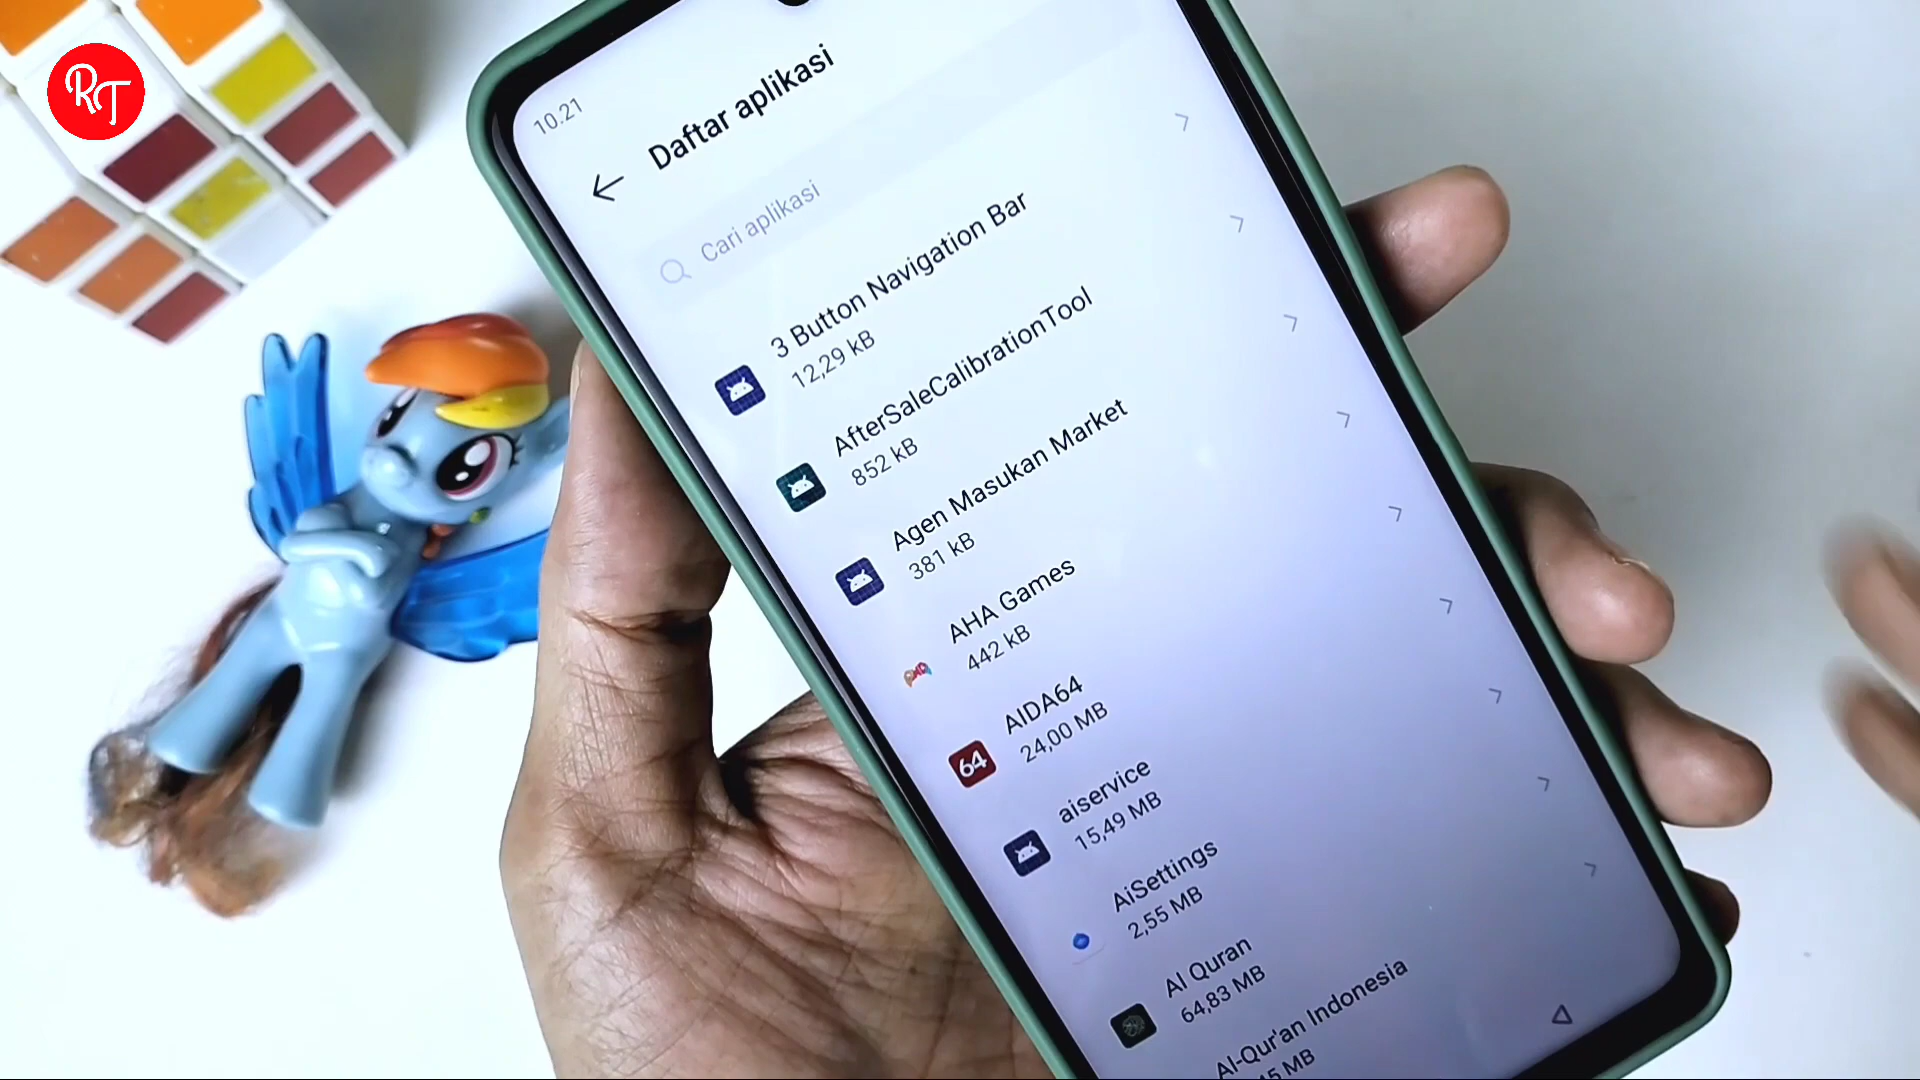 RT
10.21
Daftar aplikasi
Cari aplikasi
3 Button Navigation Bar
12,29 kB
AfterSaleCalibrationTool
852 kB
Agen Masukan Market
381 kB
AHA Games
442 kB
AIDA64
24,00 MB
64
aiservice
15,49 MB
AiSettings
2,55 MB
Al Quran
64,83 MB
Al-Qur'an Indonesia
MB